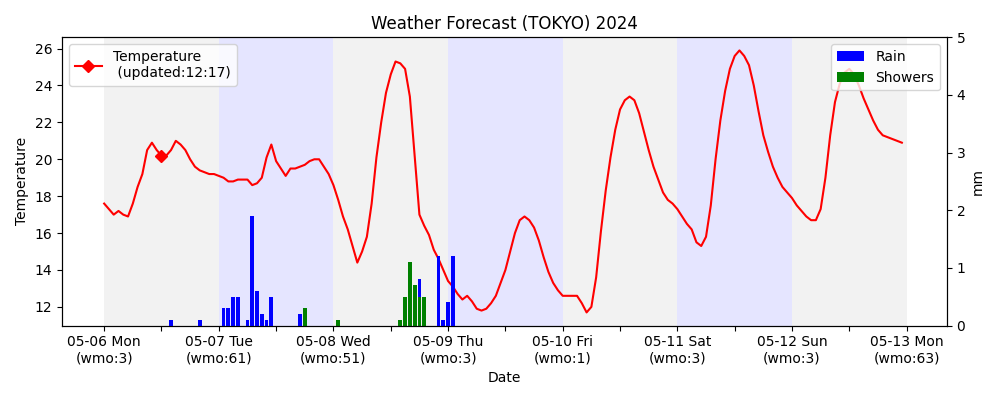 Weather Forecast (TOKYO) 2024
Temperature
(updated:12:17)
Rain
Showers
Temperature
26
24
22
20
18
16
14
12
5
4
3
2
1
0
mm
05-06 Mon
(wmo:3)
05-07 Tue
(wmo:61)
05-08 Wed
(wmo:51)
05-09 Thu
(wmo:3)
05-10 Fri
(wmo:1)
05-11 Sat
(wmo:3)
05-12 Sun
(wmo:3)
05-13 Mon
(wmo:63)
Date